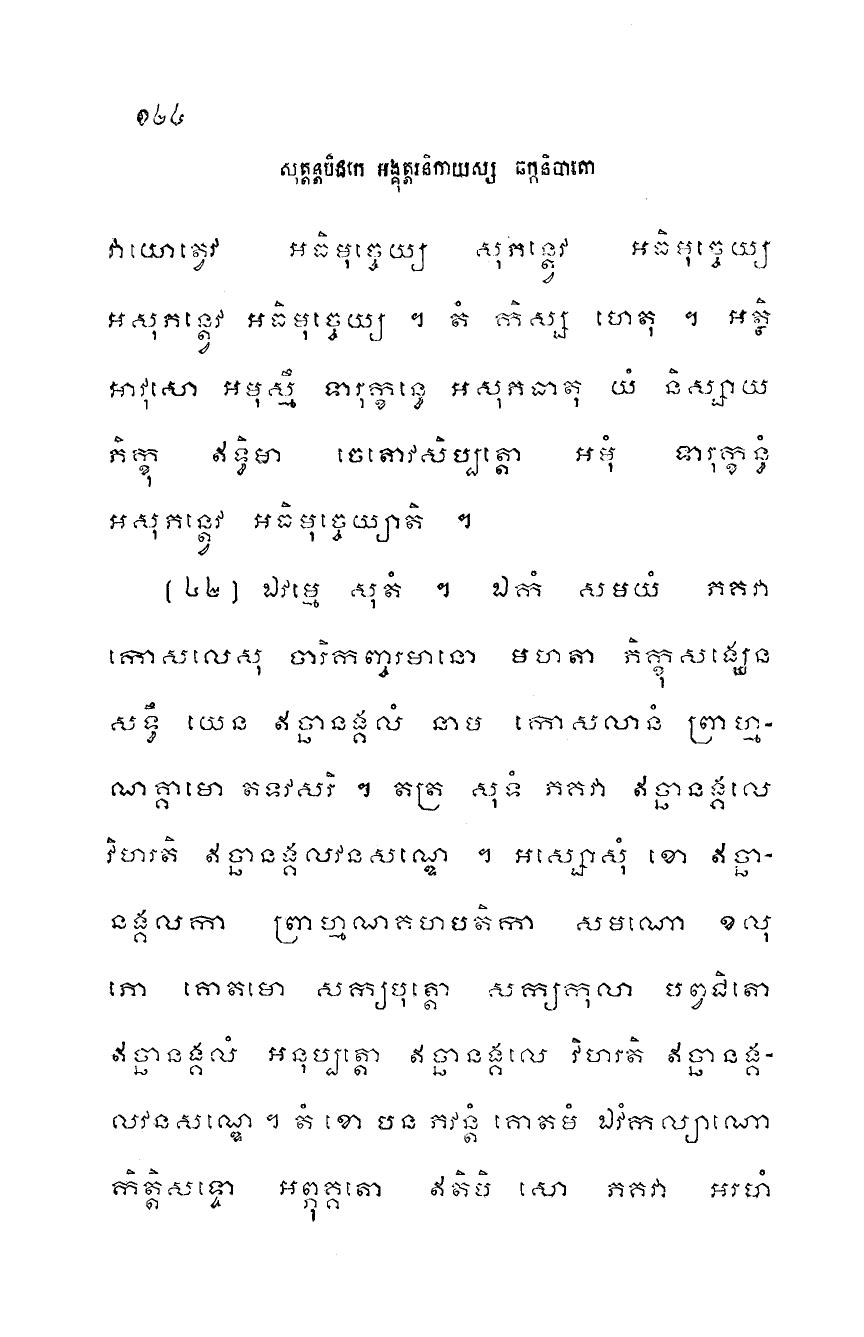 ១២៤
សុត្តន្តបិដកេ អង្គុត្តរនិកាយស្ស ឆក្កនិបាតោ
វាយោត្វេវ អធិមុច្ចេយ្យ សុភន្ត្វេវ អធិមុច្ចេយ្យ
អសុភន្ត្វេវ អធិមុច្ចេយ្យ ។ តំ កិស្ស ហេតុ ។ អត្ថិ
អាវុសោ អមុស្មឹ ទារុក្ខន្ធេ អសុភធាតុ យំ និស្សាយ
ភិក្ខុ ឥទ្ធិមា ចេតោវសិប្បត្តោ អមុំ ទារុក្ខន្ធំ
អសុភន្ត្វេវ អធិមុច្ចេយ្យាតិ ។
[៤២] ឯវម្មេ សុតំ ។ ឯកំ សមយំ ភគវា
កោសលេសុ ចារិកញ្ចរមានោ មហតា ភិក្ខុសង្ឃេន
សទ្ធឹ យេន ឥច្ឆានង្គលំ នាម កោសលានំ ព្រាហ្ម-
ណគ្គាមោ តទវសរិ ។ តត្រ សុទំ ភគវា ឥច្ឆានង្គលេ
វិហរតិ ឥច្ឆានង្គលវនសណ្ឌេ ។ អស្សោសុំ ខោ ឥច្ឆា-
នង្គលកា ព្រាហ្មណគហបតិកា សមណោ ខលុ
ភោ គោតមោ សក្យបុត្តោ សក្យកុលា បព្វជិតោ
ឥច្ឆានង្គលំ អនុប្បត្តោ ឥច្ឆានង្គលេ វិហរតិ ឥច្ឆានង្គ-
លវនសណ្ឌេ ។ តំ ខោ បន ភវន្តំ គោតមំ ឯវំកល្យាណោ
កិត្តិសទ្ទោ អព្ភុគ្គតោ ឥតិបិ សោ ភគវា អរហំ